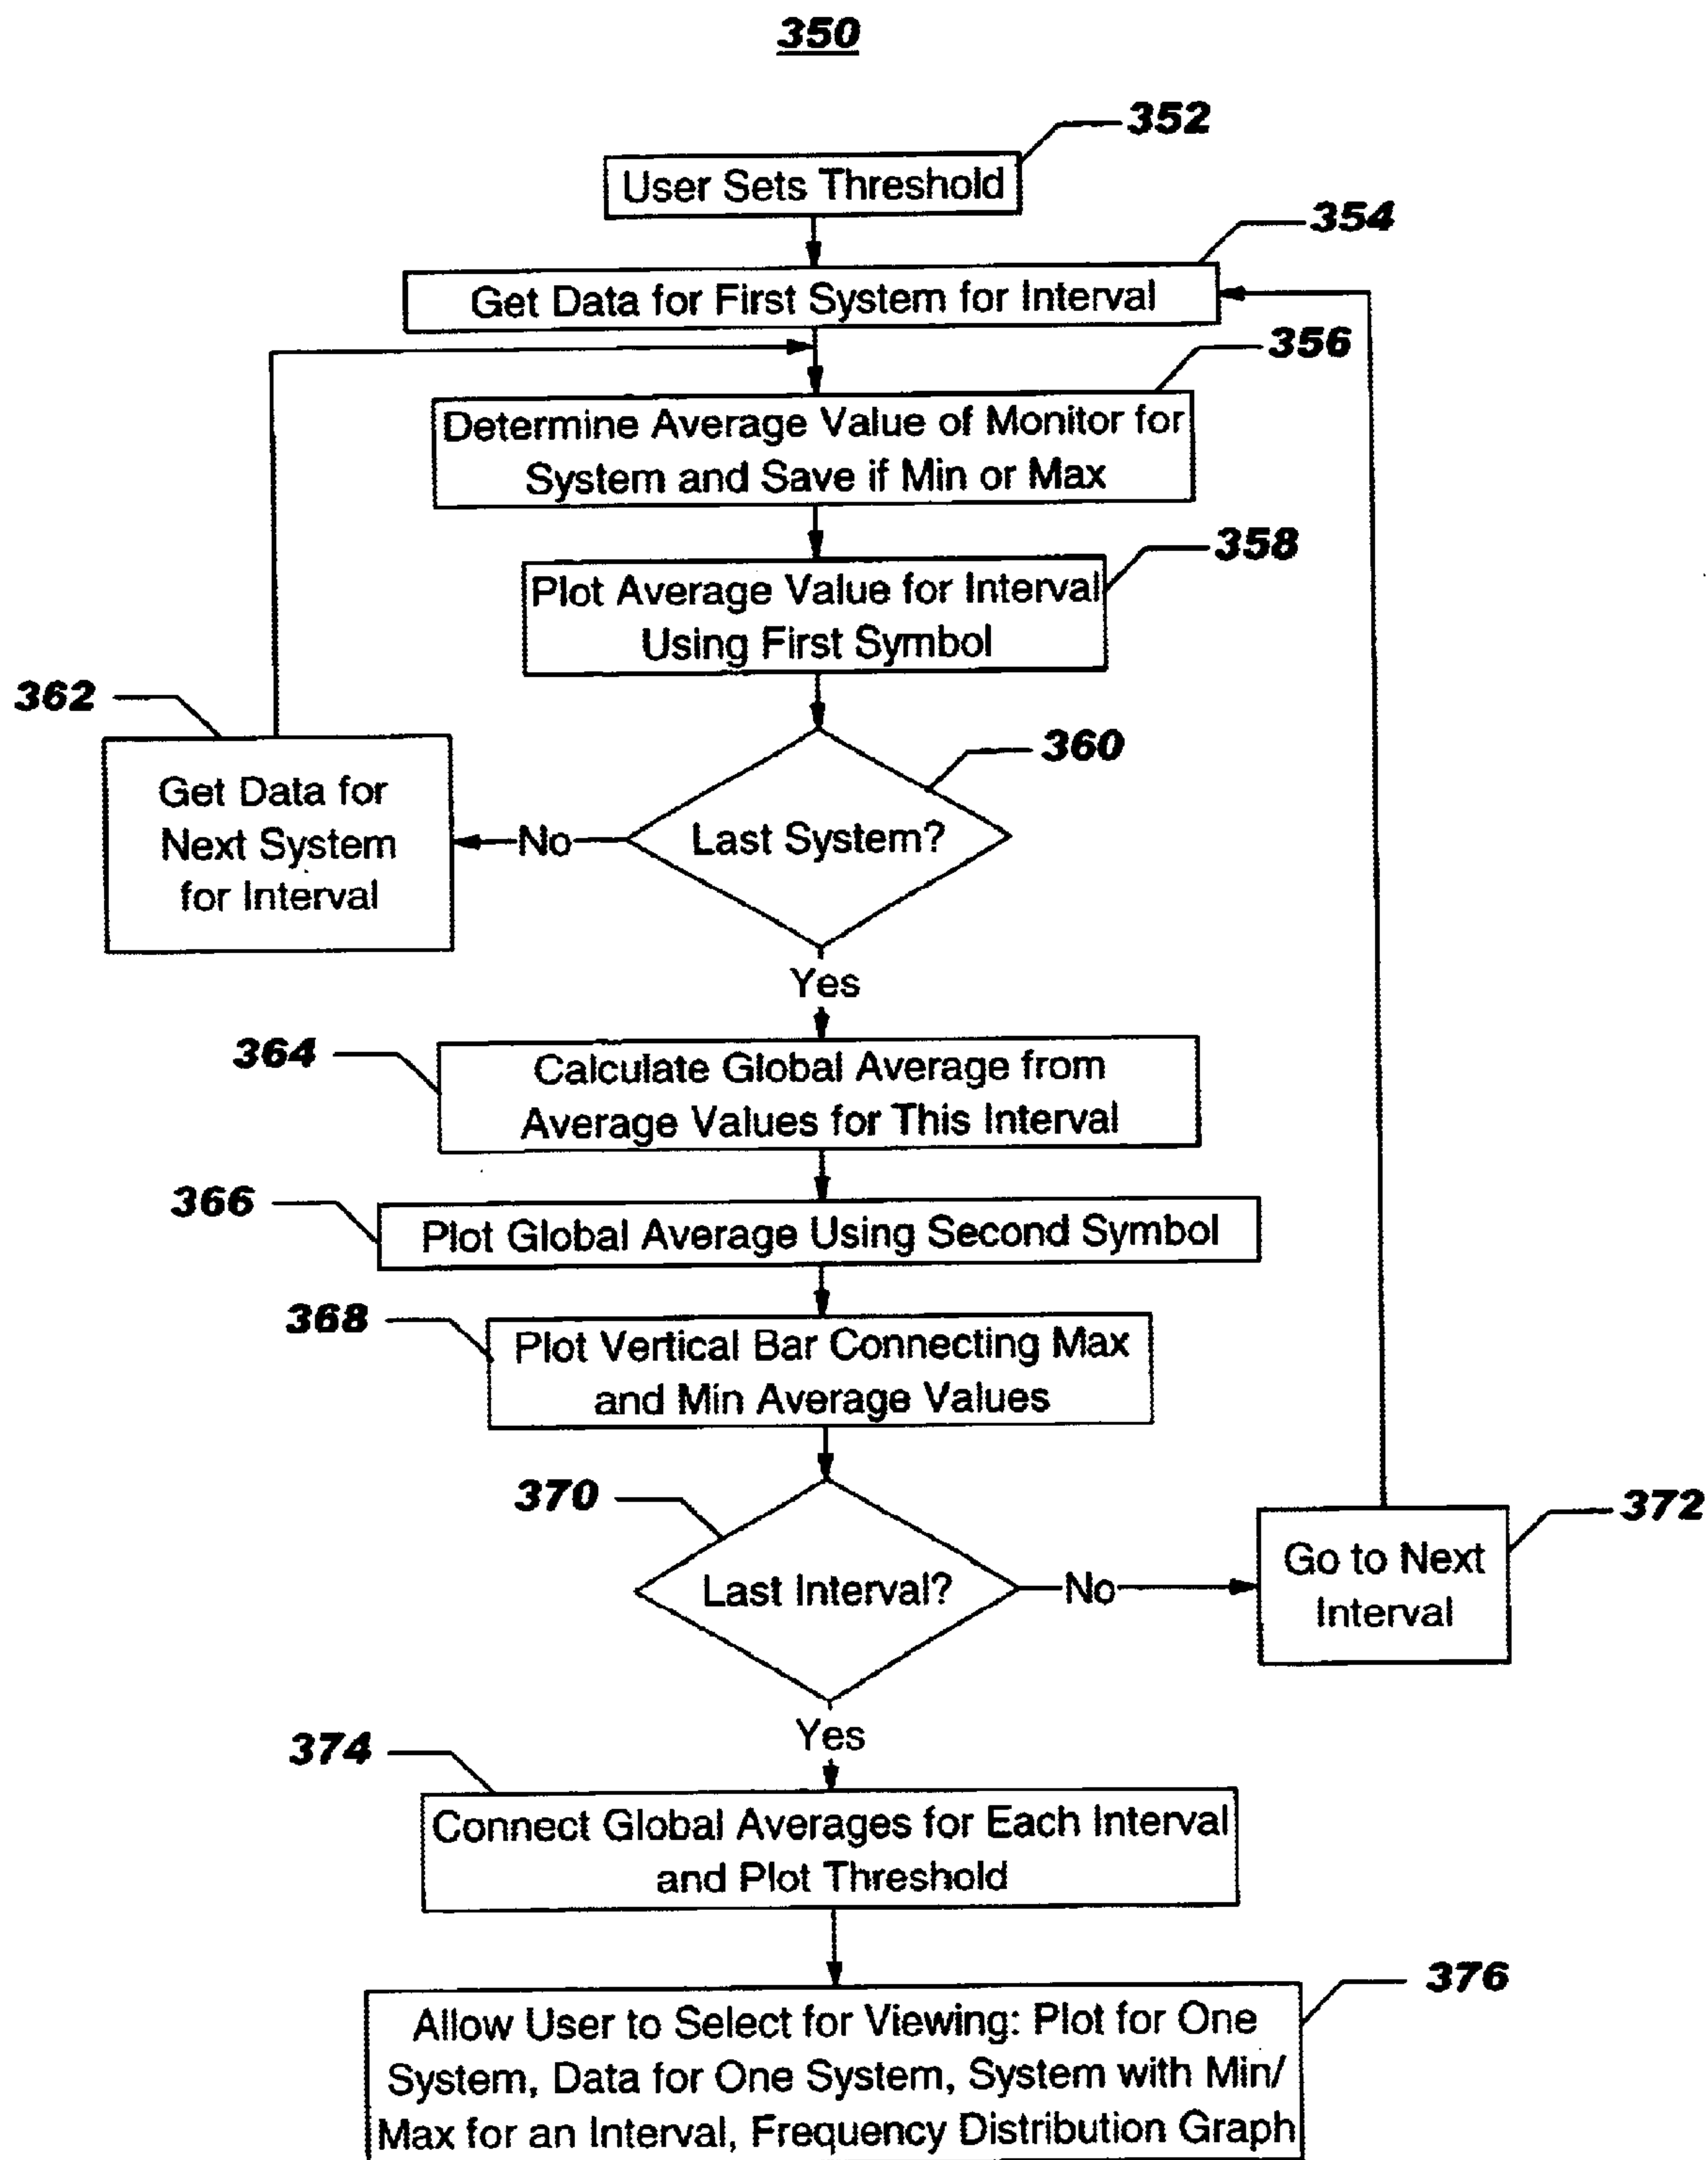 350
352
User Sets Threshold
354
Get Data for First System for Interval
356
Determine Average Value of Monitor for
System and Save if Min or Max
358
Plot Average Value for Interval
Using First Symbol
362
360
Get Data for
Next System
for Interval
No
Last System?
Yes
364
Calculate Global Average from
Average Values for This Interval
366
Plot Global Average Using Second Symbol
368
Plot Vertical Bar Connecting Max
and Min Average Values
370
372
Last Interval?
No
Go to Next
Interval
Yes
374
Connect Global Averages for Each Interval
and Plot Threshold
376
Allow User to Select for Viewing: Plot for One
System, Data for One System, System with Min/
Max for an Interval, Frequency Distribution Graph